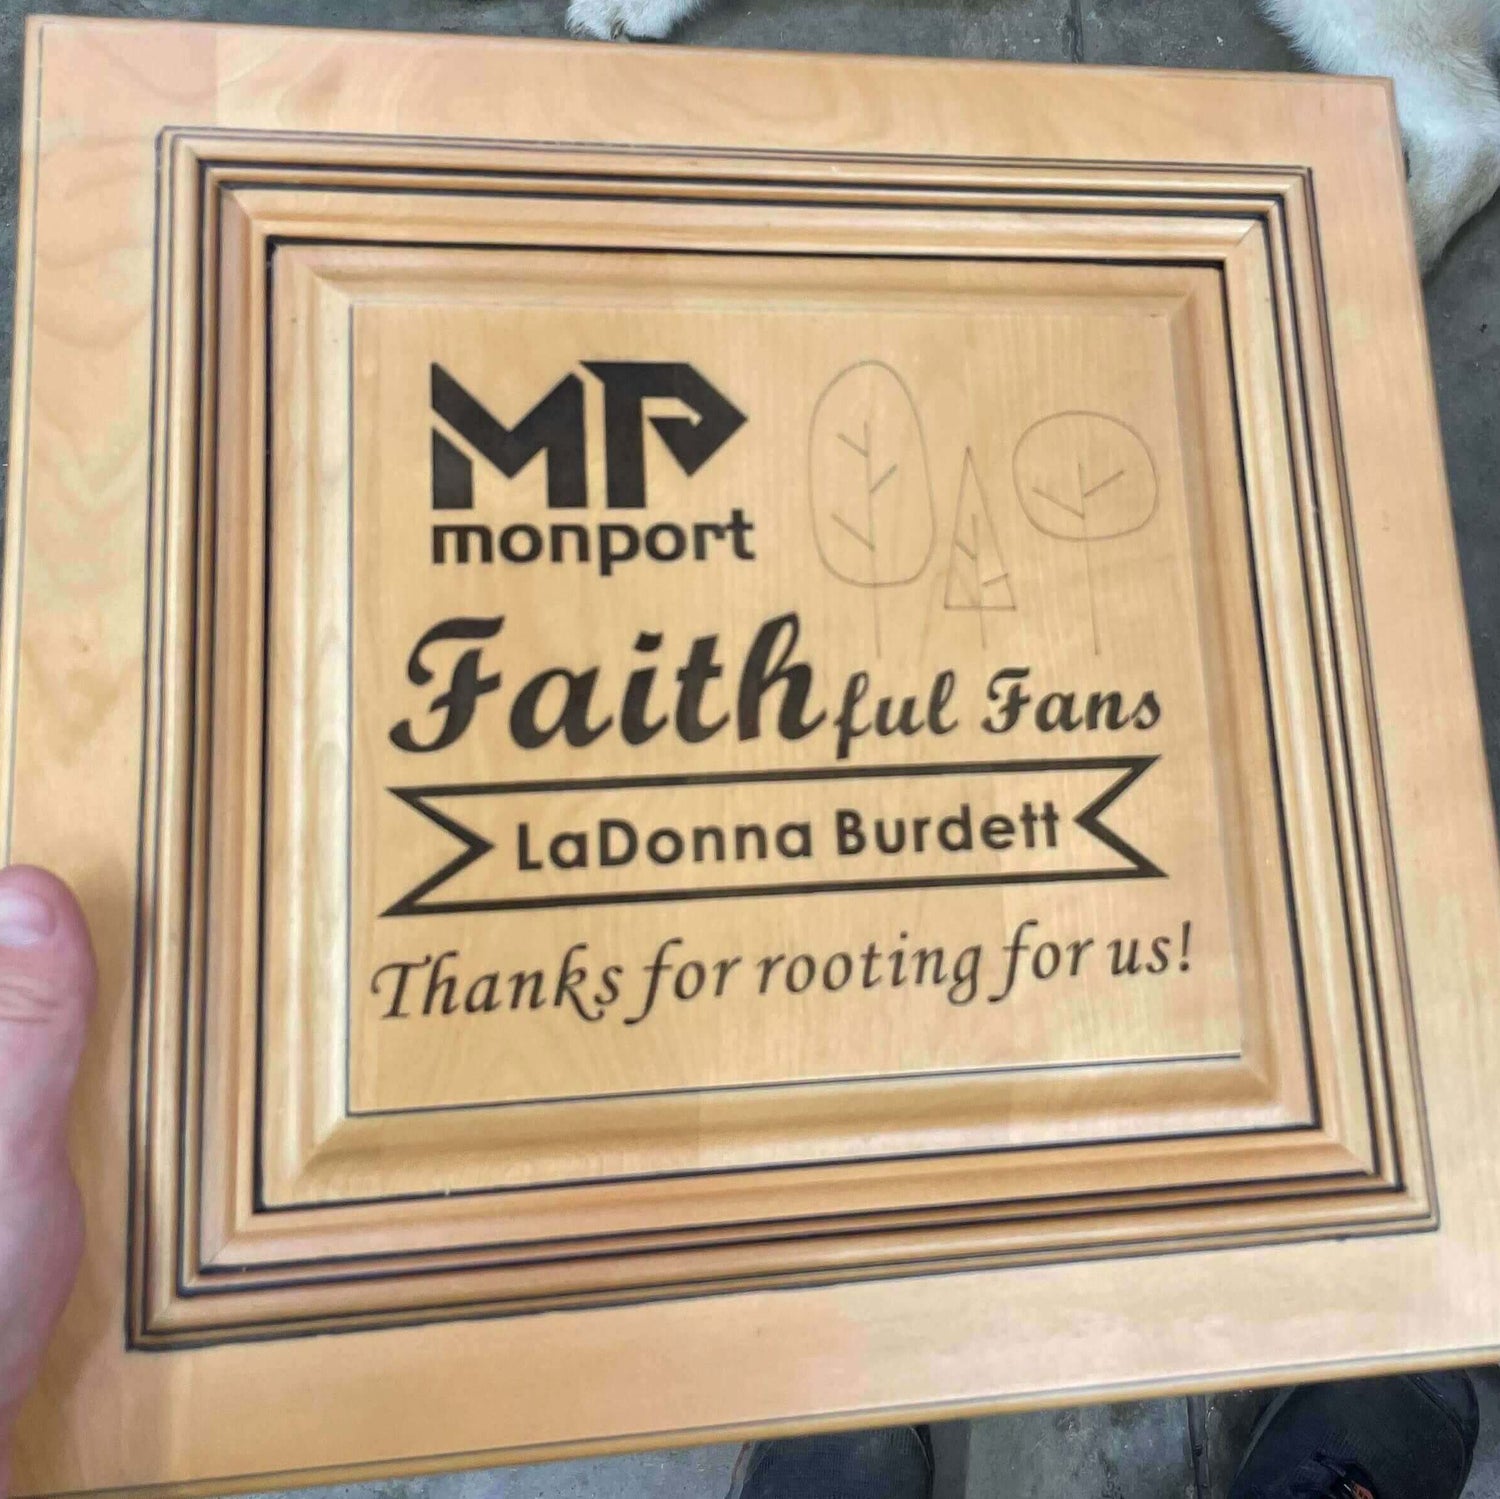 MP
monport
Faithful Fans
LaDonna Burdett
Thanks for rooting for us!